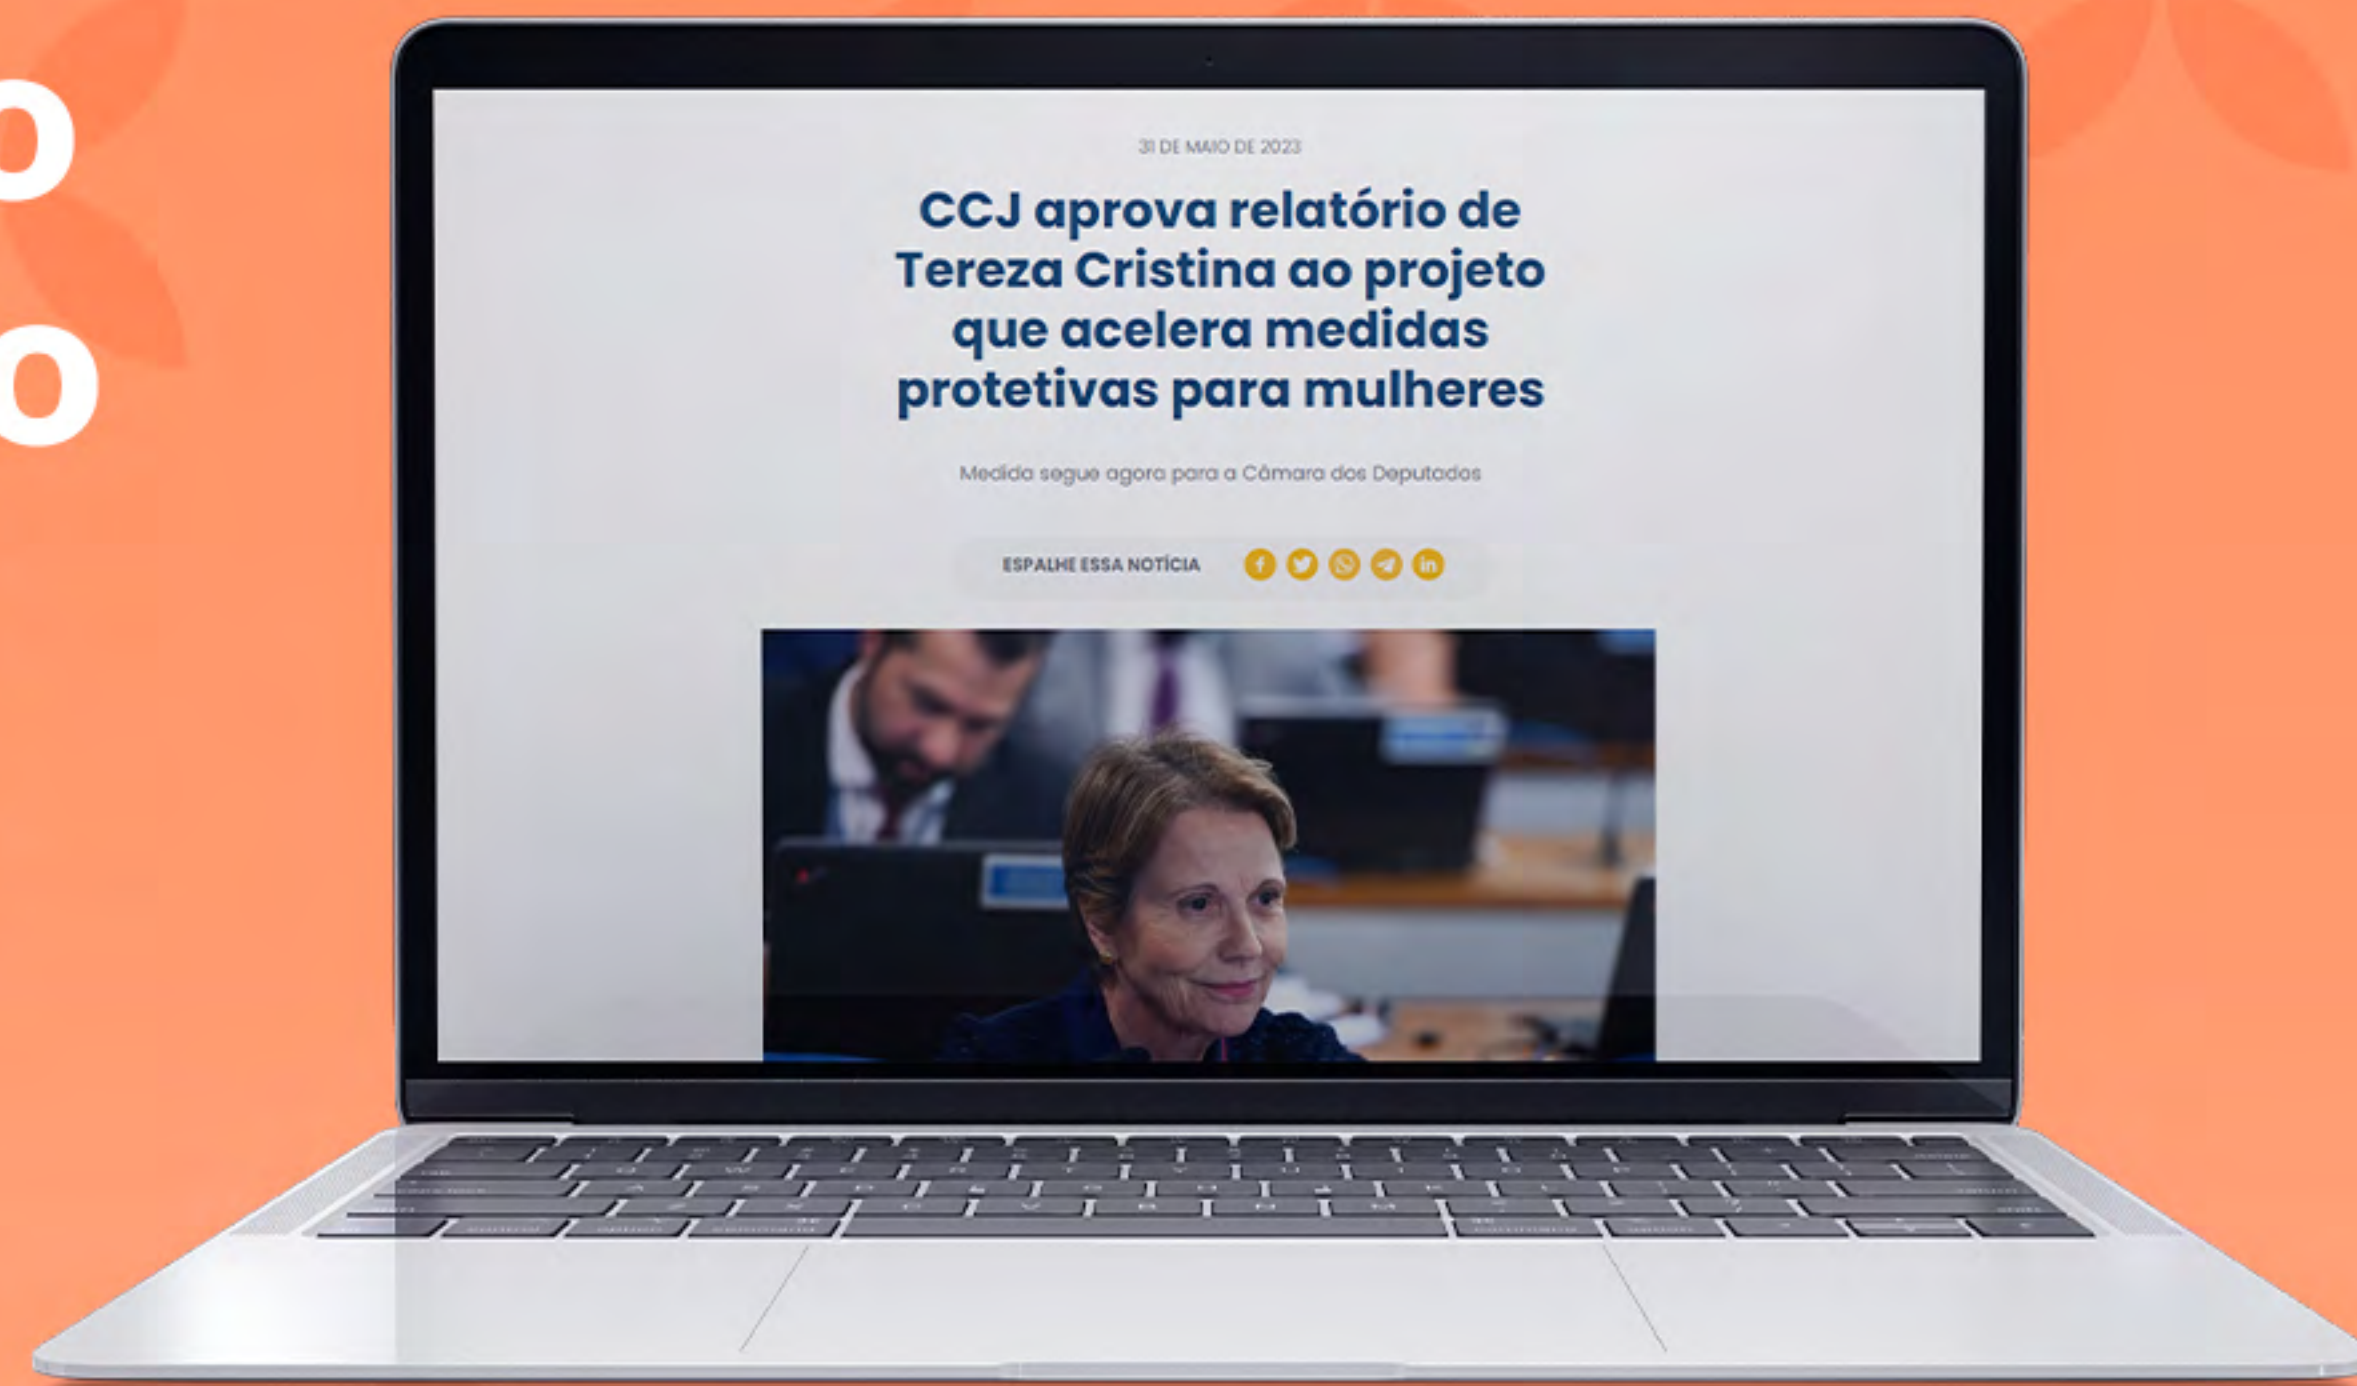 o
o
31 DE MAIO DE 2023
CCJ aprova relatório de
Tereza Cristina ao projeto
que acelera medidas
protetivas para mulheres
Medida segue agora para a Câmara dos Deputados
ESPALHE ESSA NOTÍCIA